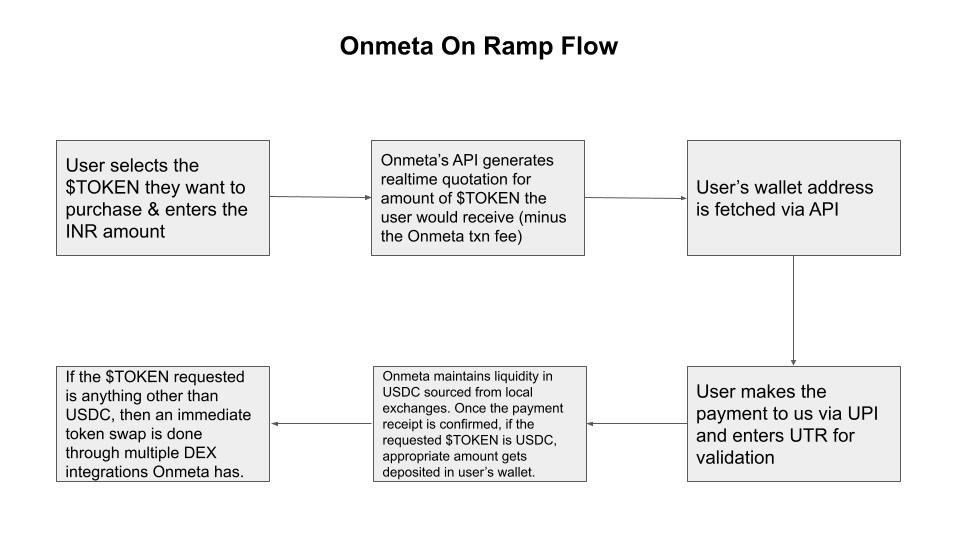 Onmeta On Ramp Flow
User selects the
$TOKEN they want to
purchase & enters the
INR amount
Onmeta’s API generates
realtime quotation for
amount of $TOKEN the
user would receive (minus
the Onmeta txn fee)
User’s wallet address
is fetched via API
User makes the
payment to us via UPI
and enters UTR for
validation
Onmeta maintains liquidity in
USDC sourced from local
exchanges. Once the payment
receipt is confirmed, if the
requested $TOKEN is USDC,
appropriate amount gets
deposited in user’s wallet.
If the $TOKEN requested
is anything other than
USDC, then an immediate
token swap is done
through multiple DEX
integrations Onmeta has.